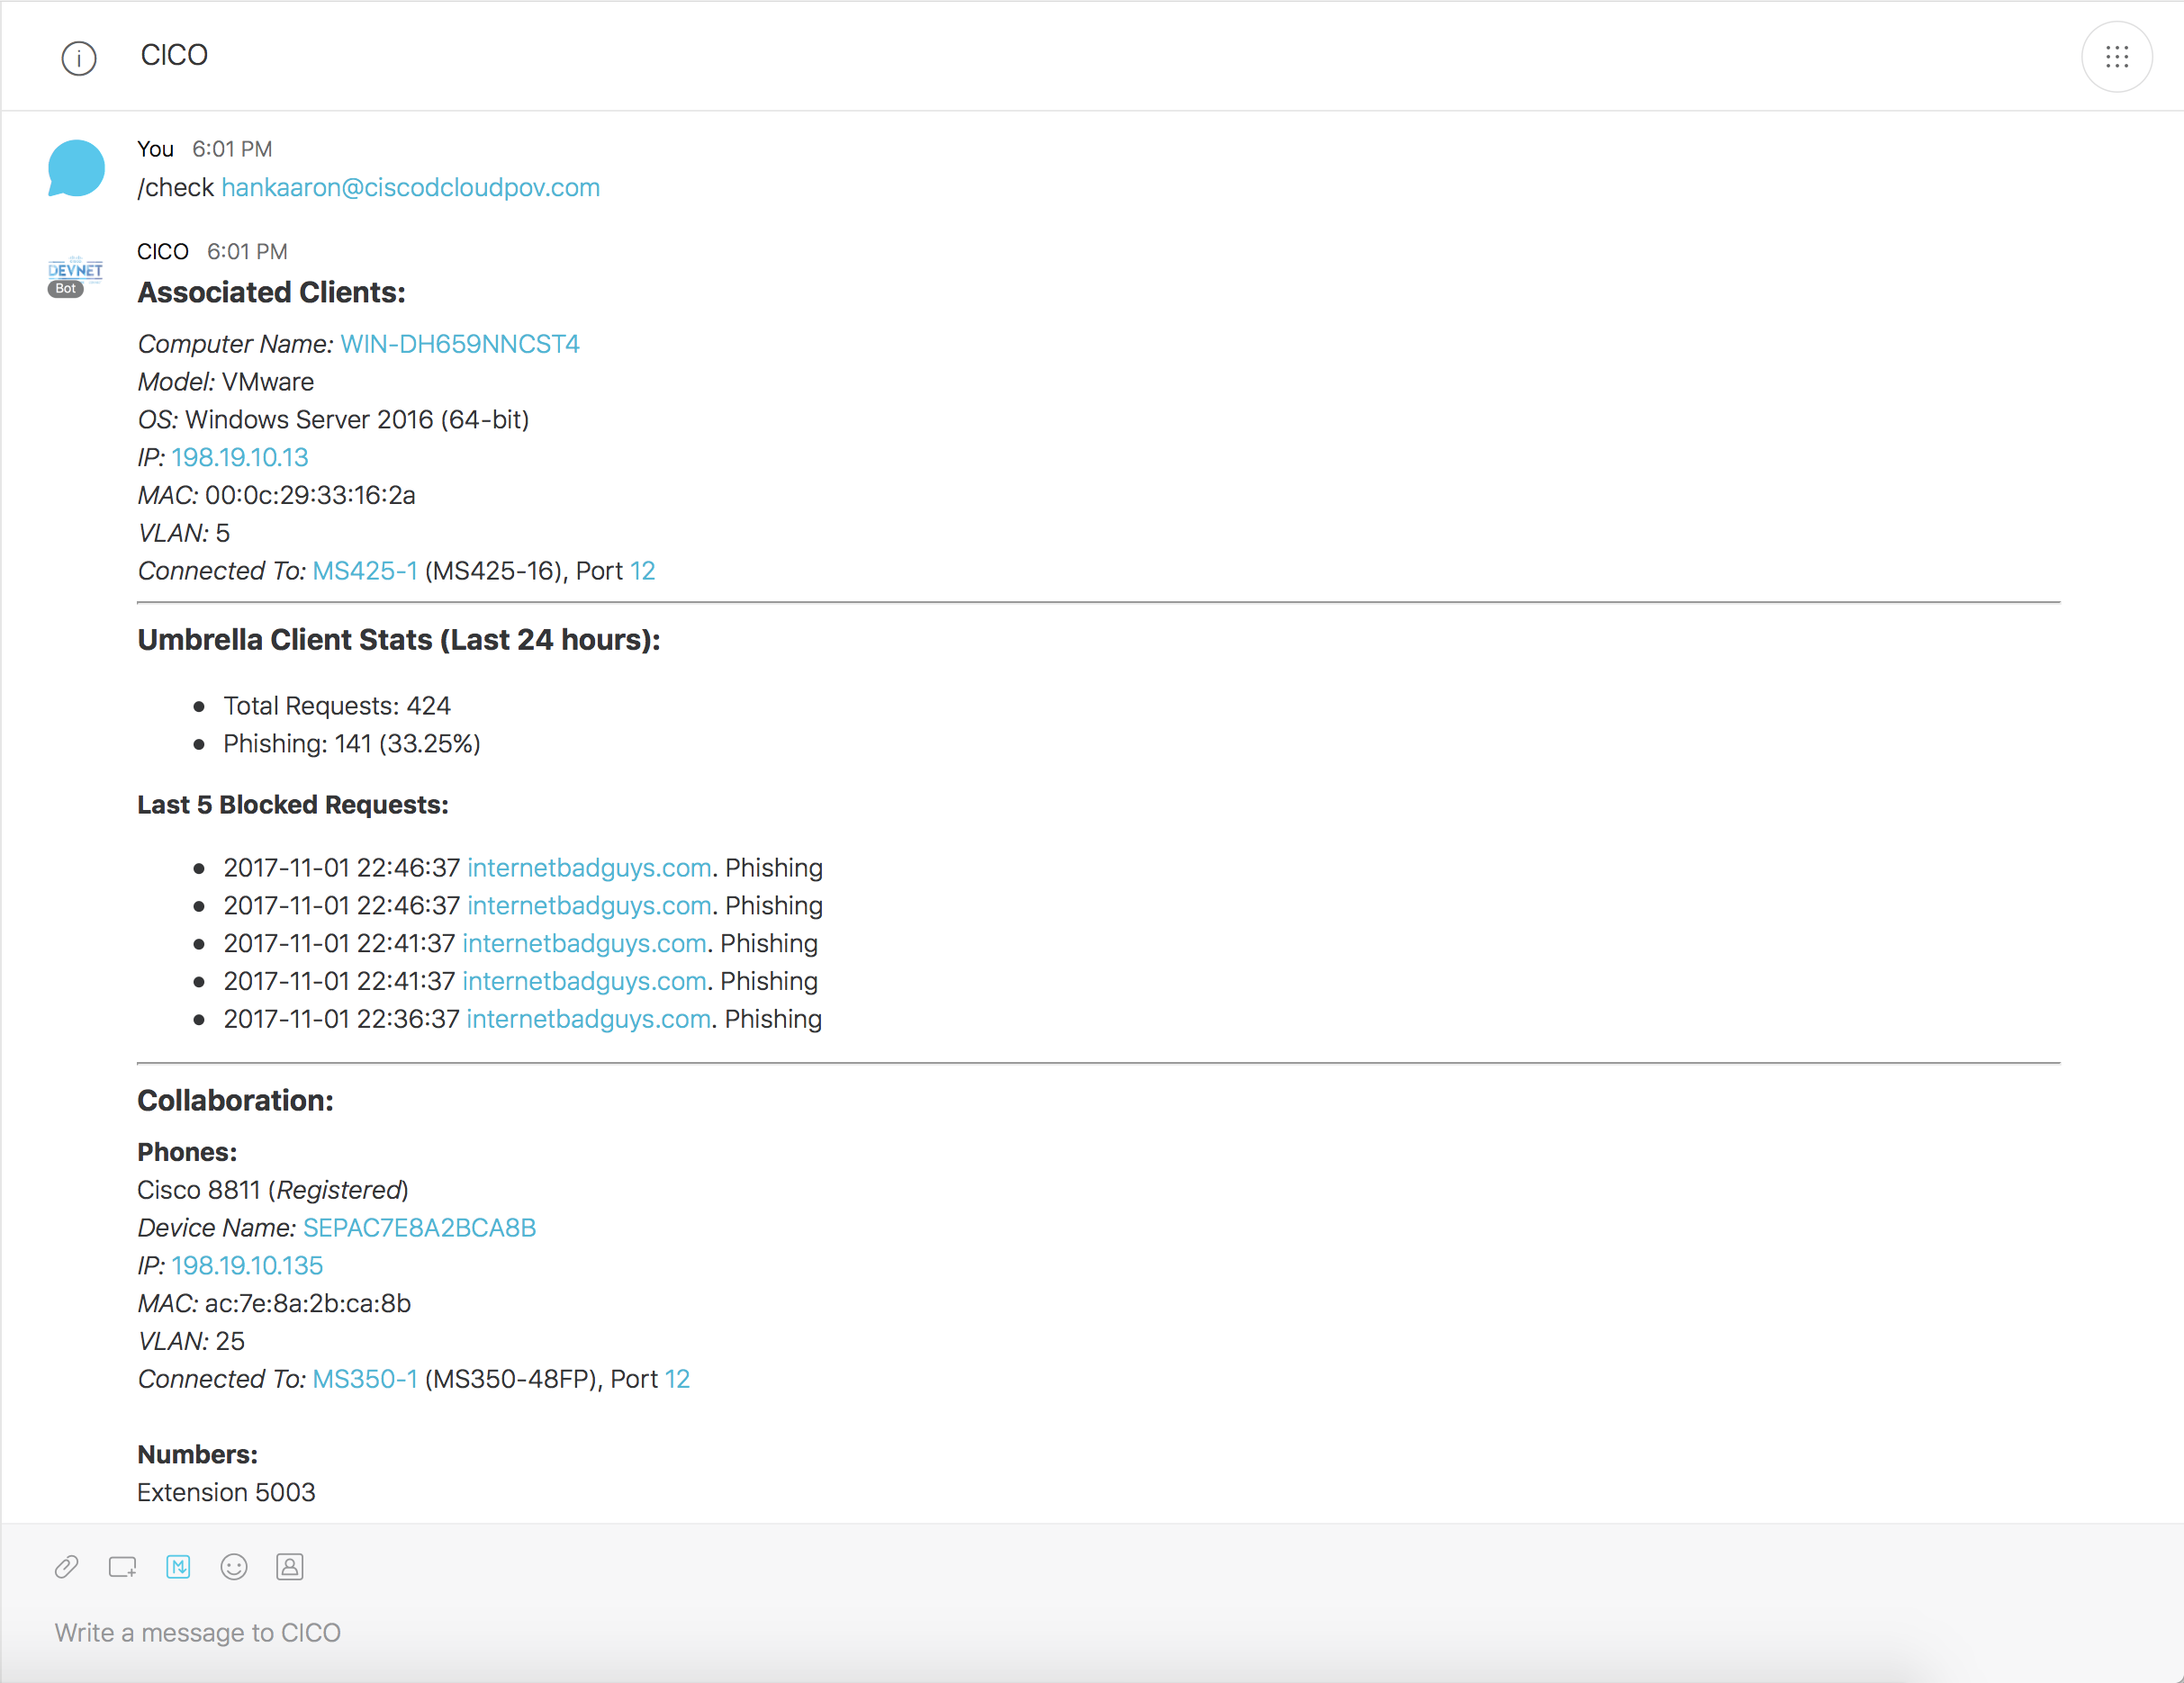 CICO
You 6:01 PM
/check hankaaron@ciscodcloudpov.com
CICO 6:01 PM
DEVNET
Bot
Associated Clients:
Computer Name: WIN-DH659NNCST4
Model: VMware
OS: Windows Server 2016 (64-bit)
IP: 198.19.10.13
MAC: 00:0c:29:33:16:2a
VLAN: 5
Connected To: MS425-1 (MS425-16), Port 12
Umbrella Client Stats (Last 24 hours):
● Total Requests: 424
● Phishing: 141 (33.25%)
Last 5 Blocked Requests:
● 2017-11-01 22:46:37 internetbadguys.com. Phishing
● 2017-11-01 22:46:37 internetbadguys.com. Phishing
● 2017-11-01 22:41:37 internetbadguys.com. Phishing
● 2017-11-01 22:41:37 internetbadguys.com. Phishing
● 2017-11-01 22:36:37 internetbadguys.com. Phishing
Collaboration:
Phones:
Cisco 8811 (Registered)
Device Name: SEPAC7E8A2BCA8B
IP: 198.19.10.135
MAC: ac:7e:8a:2b:ca:8b
VLAN: 25
Connected To: MS350-1 (MS350-48FP), Port 12
Numbers:
Extension 5003
Write a message to CICO